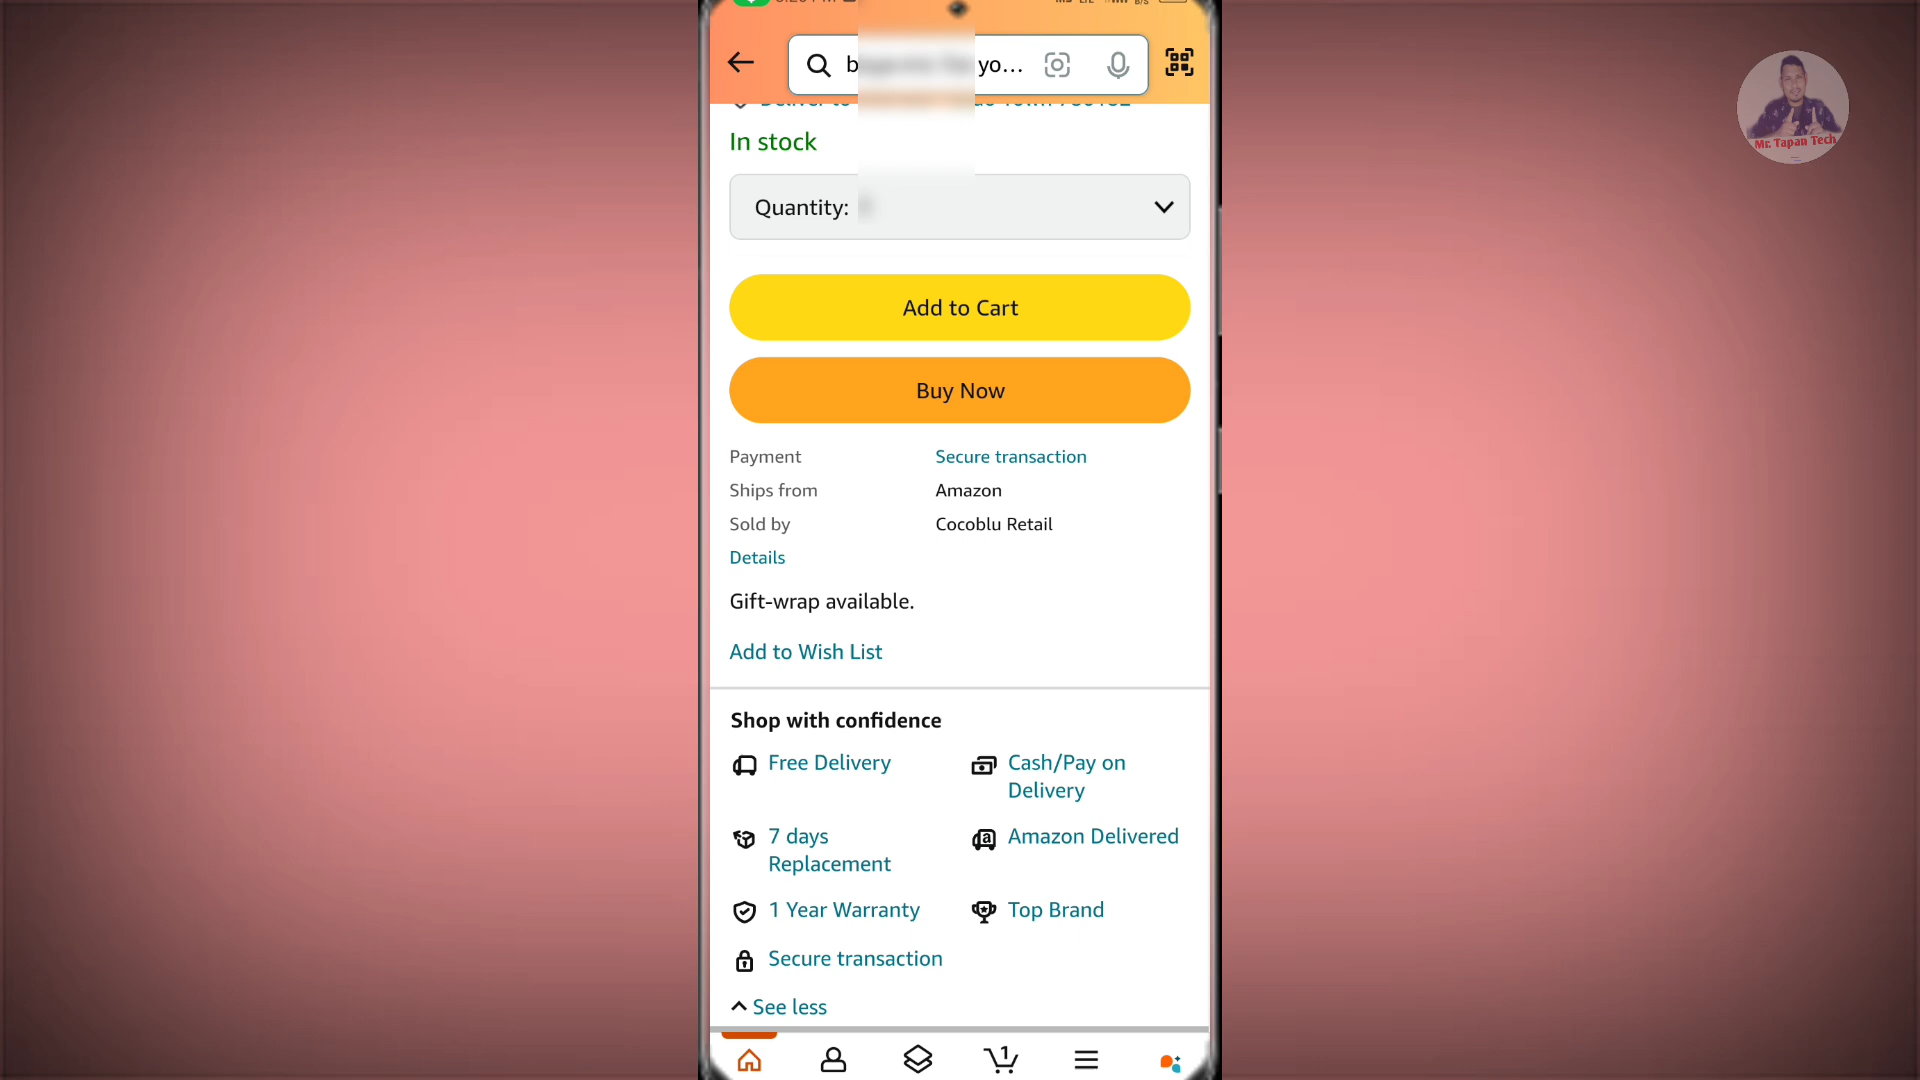 yo...
In stock
Quantity:
Add to Cart
Buy Now
Payment Secure transaction
Ships from Amazon
Sold by Cocoblu Retail
Details
Gift-wrap available.
Add to Wish List
Shop with confidence
Free Delivery
Cash/Pay on
Delivery
7 days
Replacement
Amazon Delivered
1 Year Warranty
Top Brand
Secure transaction
See less
1
Mr. Tapan Tech